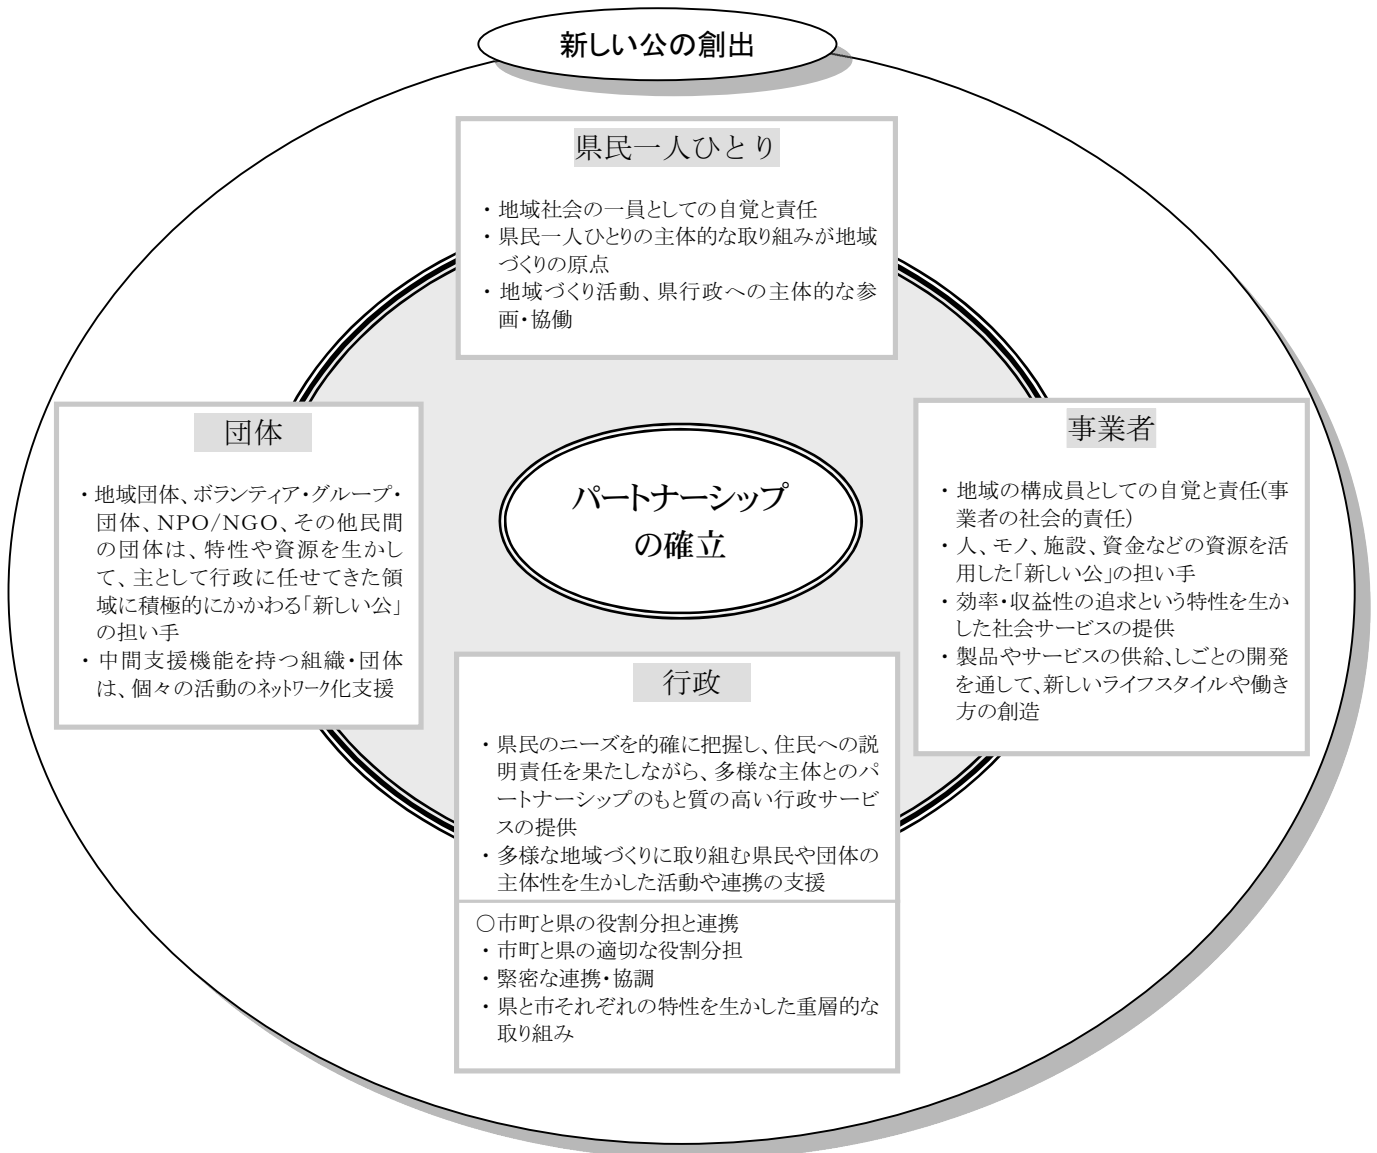 新しい公の創出
県民一人ひとり
・地域社会の一員としての自覚と責任
・県民一人ひとりの主体的な取り組みが地域
づくりの原点
・地域づくり活動、県行政への主体的な参
画・協働
団体
・地域団体、ボランティア・グループ・
団体、NPO/NGO、その他民間
の団体は、特性や資源を生かし
て、主として行政に任せてきた領
域に積極的にかかわる「新しい公」
の担い手
・中間支援機能を持つ組織・団体
は、個々の活動のネットワーク化支援
パートナーシップ
の確立
事業者
・地域の構成員としての自覚と責任(事
業者の社会的責任)
・人、モノ、施設、資金などの資源を活
用した「新しい公」の担い手
・効率・収益性の追求という特性を生か
した社会サービスの提供
・製品やサービスの供給、しごとの開発
を通して、新しいライフスタイルや働き
方の創造
行政
・県民のニーズを的確に把握し、住民への説
明責任を果たしながら、多様な主体とのパ
ートナーシップのもと質の高い行政サービ
スの提供
・多様な地域づくりに取り組む県民や団体の
主体性を生かした活動や連携の支援
○市町と県の役割分担と連携
・市町と県の適切な役割分担
・緊密な連携・協調
・県と市それぞれの特性を生かした重層的な
取り組み